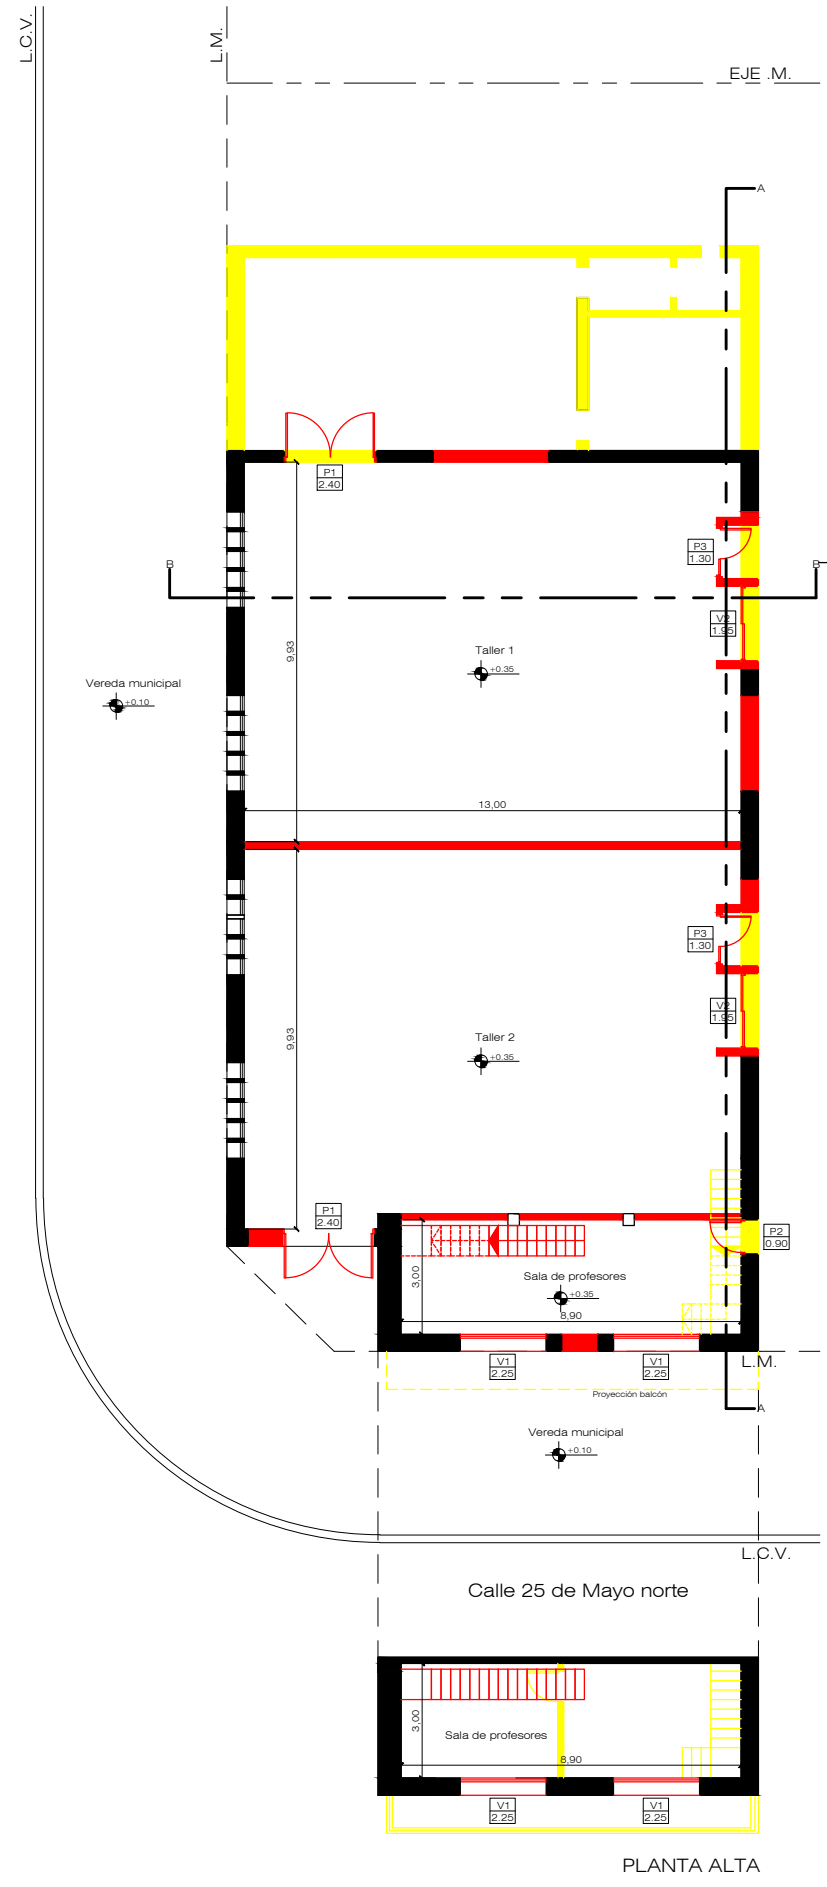 L.C.V.
L.M.
EJE .M.
A
P1
2.40
P3
1.30
B
B
V2
1.95
9,93
Taller 1
+0.35
Vereda municipal
+0.10
13,00
P3
1.30
V2
1.95
9,93
Taller 2
+0.35
P1
2.40
P2
0.90
3,00
Sala de profesores
+0.35
8,90
V1
2.25
V1
2.25
L.M.
Proyección balcón
A
Vereda municipal
+0.10
L.C.V.
Calle 25 de Mayo norte
3,00
Sala de profesores
8,90
V1
2.25
V1
2.25
PLANTA ALTA